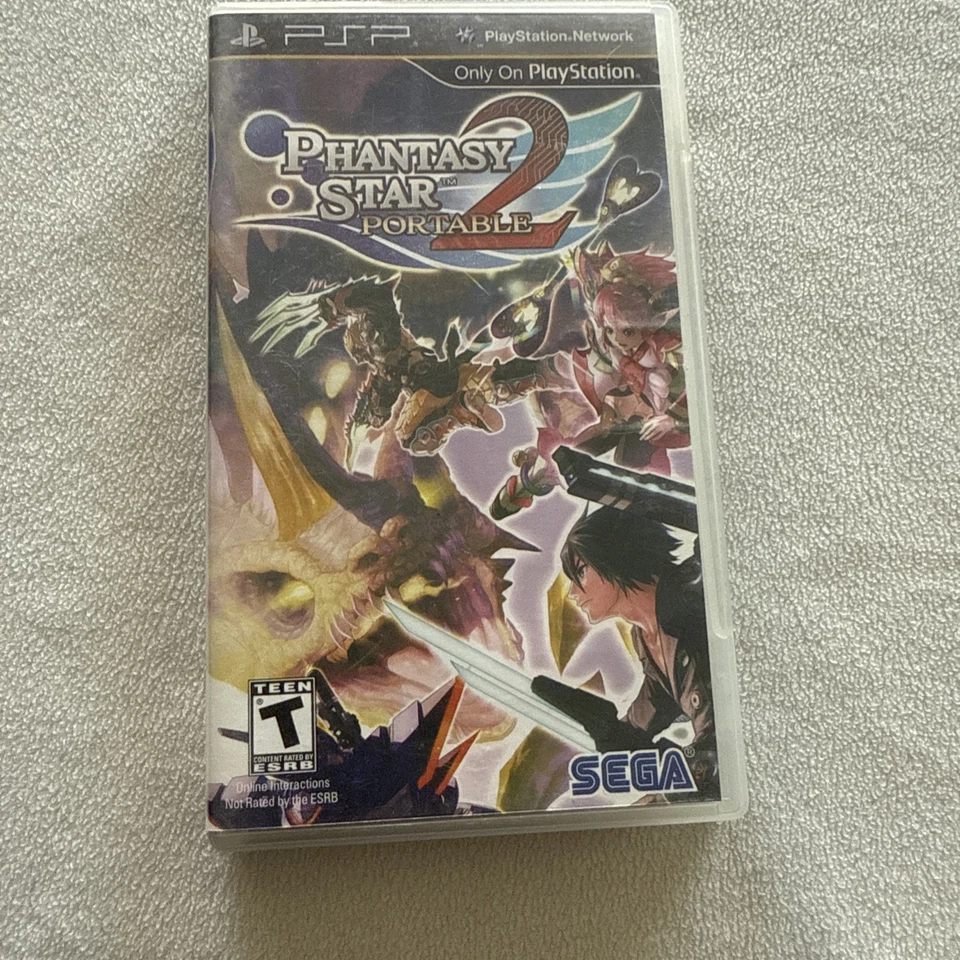 PSP PlayStation®Network
Only On PlayStation®
PHANTASY
STAR™
PORTABLE 2
TEEN
T
CONTENT RATED BY
ESRB
Online Interactions
Not Rated by the ESRB
SEGA®